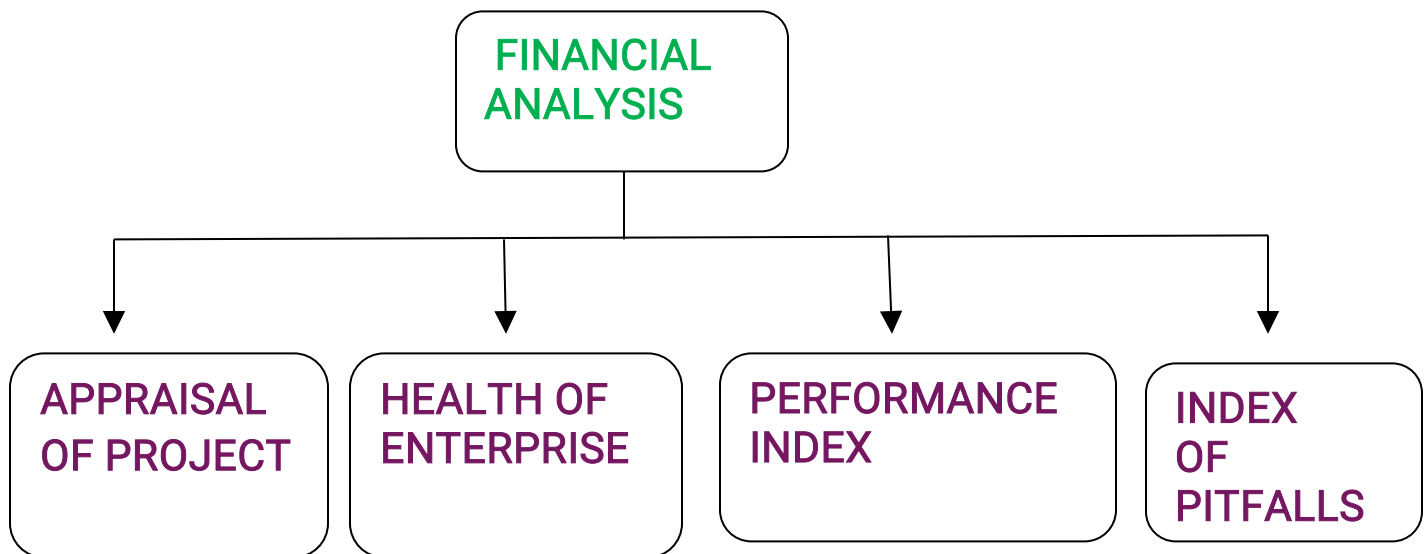 FINANCIAL
ANALYSIS
APPRAISAL
OF PROJECT
HEALTH OF
ENTERPRISE
PERFORMANCE
INDEX
INDEX
OF
PITFALLS